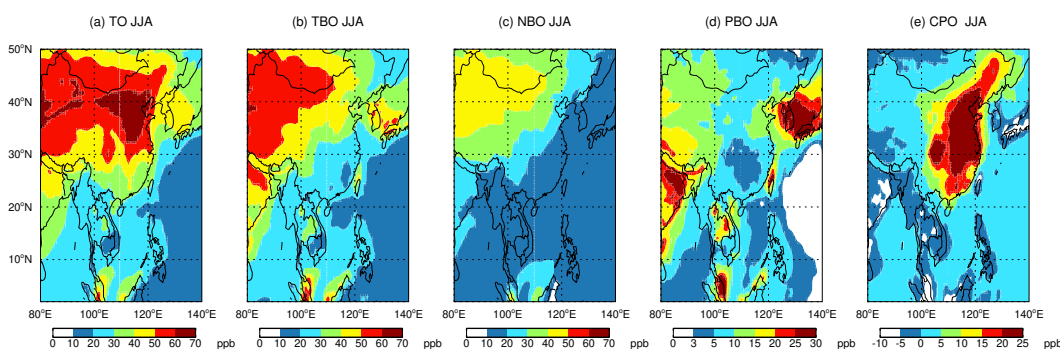 (a) TO JJA (b) TBO JJA (c) NBO JJA (d) PBO JJA (e) CPO JJA
50°N
40°N
30°N
20°N
10°N
80°E 100°E 120°E 140°E 80°E 100°E 120°E 140°E 80°E 100°E 120°E 140°E 80°E 100°E 120°E 140°E 80°E 100°E 120°E 140°E
0 10 20 30 40 50 60 70 ppb 0 10 20 30 40 50 60 70 ppb 0 10 20 30 40 50 60 70 ppb 0 3 5 10 15 20 25 30 ppb -10 -5 0 5 10 15 20 25 ppb